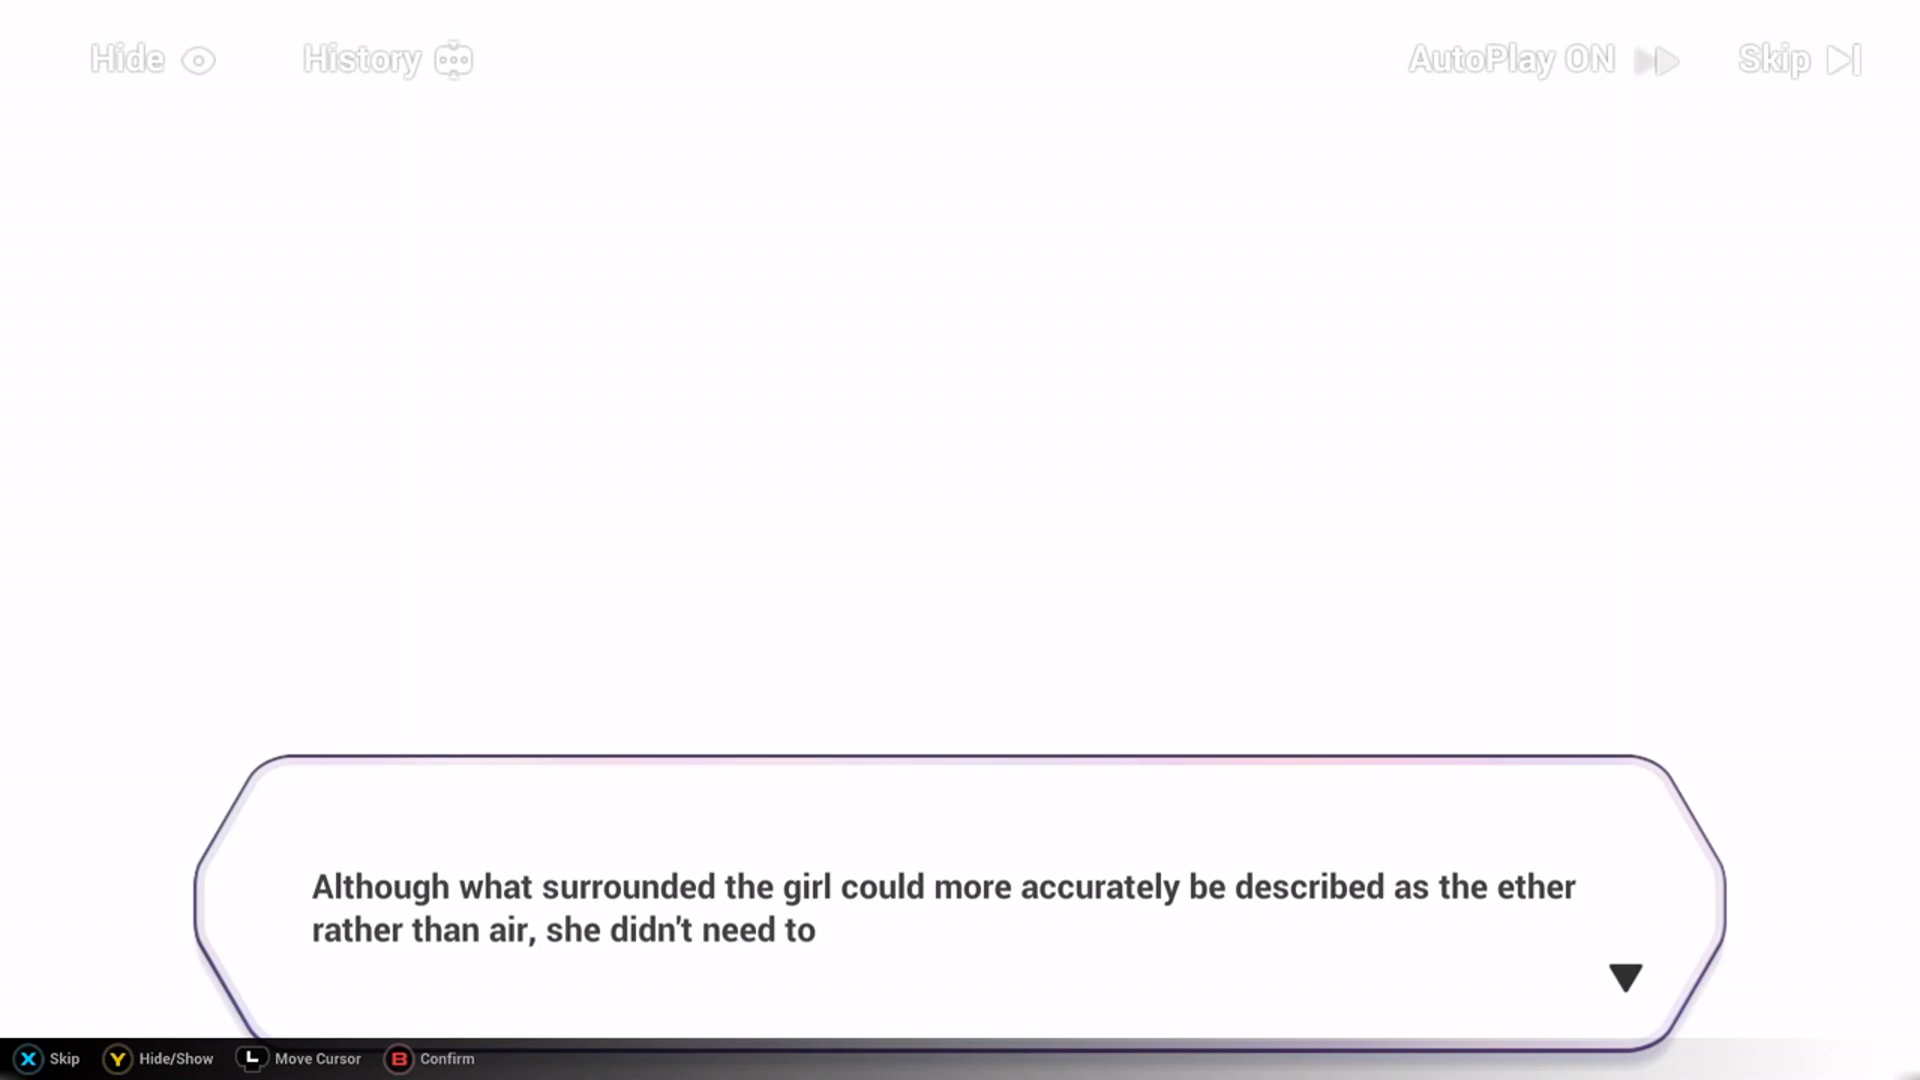 Hide
History
AutoPlay ON
Skip
Although what surrounded the girl could more accurately be described as the ether
rather than air, she didn't need to
X Skip
Y Hide/Show
L Move Cursor
B Confirm